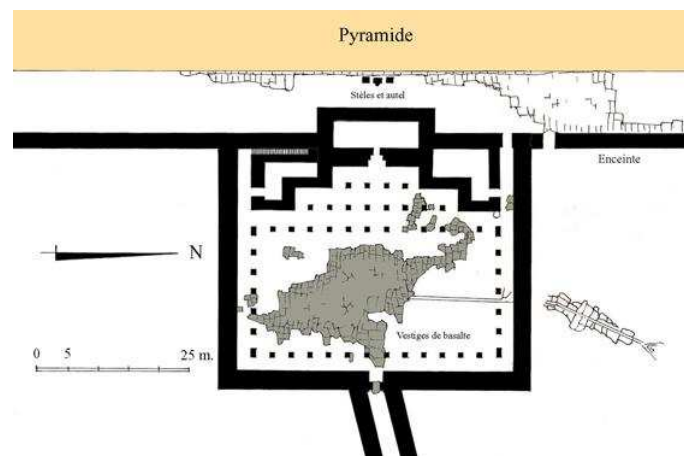 Pyramide
Stèles et autel
Enceinte
N
Vestiges de basalte
0 5 25 m.